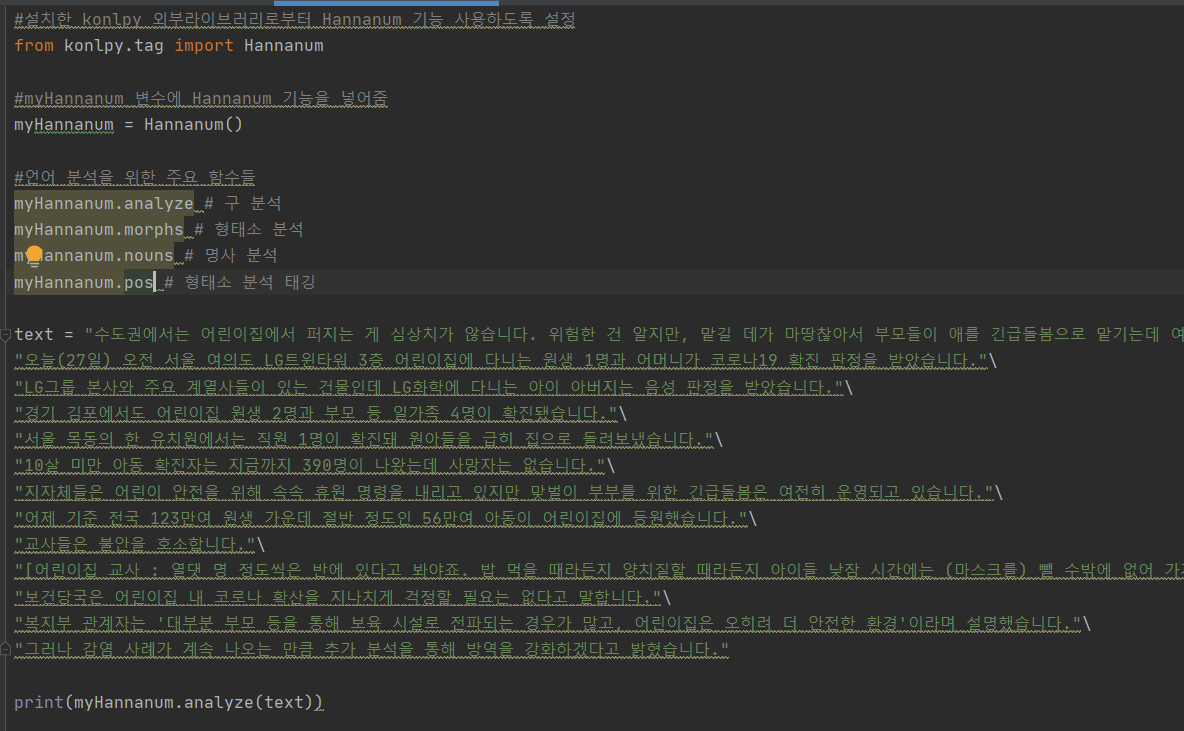 #설치한 konlpy 외부라이브러리로부터 Hannanum 기능 사용하도록 설정
from konlpy.tag import Hannanum
#myHannanum 변수에 Hannanum 기능을 넣어줌
myHannanum = Hannanum()
#언어 분석을 위한 주요 함수들
myHannanum.analyze # 구 분석
myHannanum.morphs # 형태소 분석
myHannanum.nouns # 명사 분석
myHannanum.pos # 형태소 분석 태깅
text = "수도권에서는 어린이집에서 퍼지는 게 심상치가 않습니다. 위험한 건 알지만, 맡길 데가 마땅찮아서 부모들이 애를 긴급돌봄으로 맡기는데 여
"오늘(27일) 오전 서울 여의도 LG트윈타워 3층 어린이집에 다니는 원생 1명과 어머니가 코로나19 확진 판정을 받았습니다."\
"LG그룹 본사와 주요 계열사들이 있는 건물인데 LG화학에 다니는 아이 아버지는 음성 판정을 받았습니다."\
"경기 김포에서도 어린이집 원생 2명과 부모 등 일가족 4명이 확진됐습니다."\
"서울 목동의 한 유치원에서는 직원 1명이 확진돼 원아들을 급히 집으로 돌려보냈습니다."\
"10살 미만 아동 확진자는 지금까지 390명이 나왔는데 사망자는 없습니다."\
"지자체들은 어린이 안전을 위해 속속 휴원 명령을 내리고 있지만 맞벌이 부부를 위한 긴급돌봄은 여전히 운영되고 있습니다."\
"어제 기준 전국 123만여 원생 가운데 절반 정도인 56만여 아동이 어린이집에 등원했습니다."\
"교사들은 불안을 호소합니다."\
"[어린이집 교사 : 열댓 명 정도씩은 반에 있다고 봐야죠. 밥 먹을 때라든지 양치질할 때라든지 아이들 낮잠 시간에는 (마스크를) 뺄 수밖에 없어 가
"보건당국은 어린이집 내 코로나 확산을 지나치게 걱정할 필요는 없다고 말합니다."\
"복지부 관계자는 '대부분 부모 등을 통해 보육 시설로 전파되는 경우가 많고, 어린이집은 오히려 더 안전한 환경'이라며 설명했습니다."\
"그러나 감염 사례가 계속 나오는 만큼 추가 분석을 통해 방역을 강화하겠다고 밝혔습니다."
print(myHannanum.analyze(text))